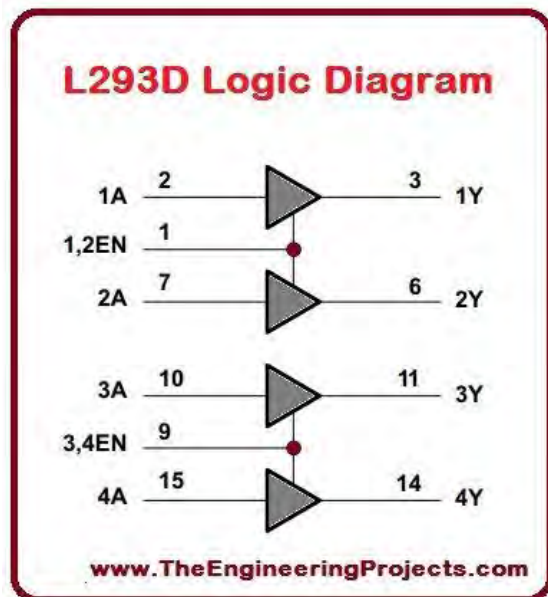 L293D Logic Diagram
1A 2 3 1Y
1,2EN 1
2A 7 6 2Y
3A 10 11 3Y
3,4EN 9
4A 15 14 4Y
www.TheEngineeringProjects.com